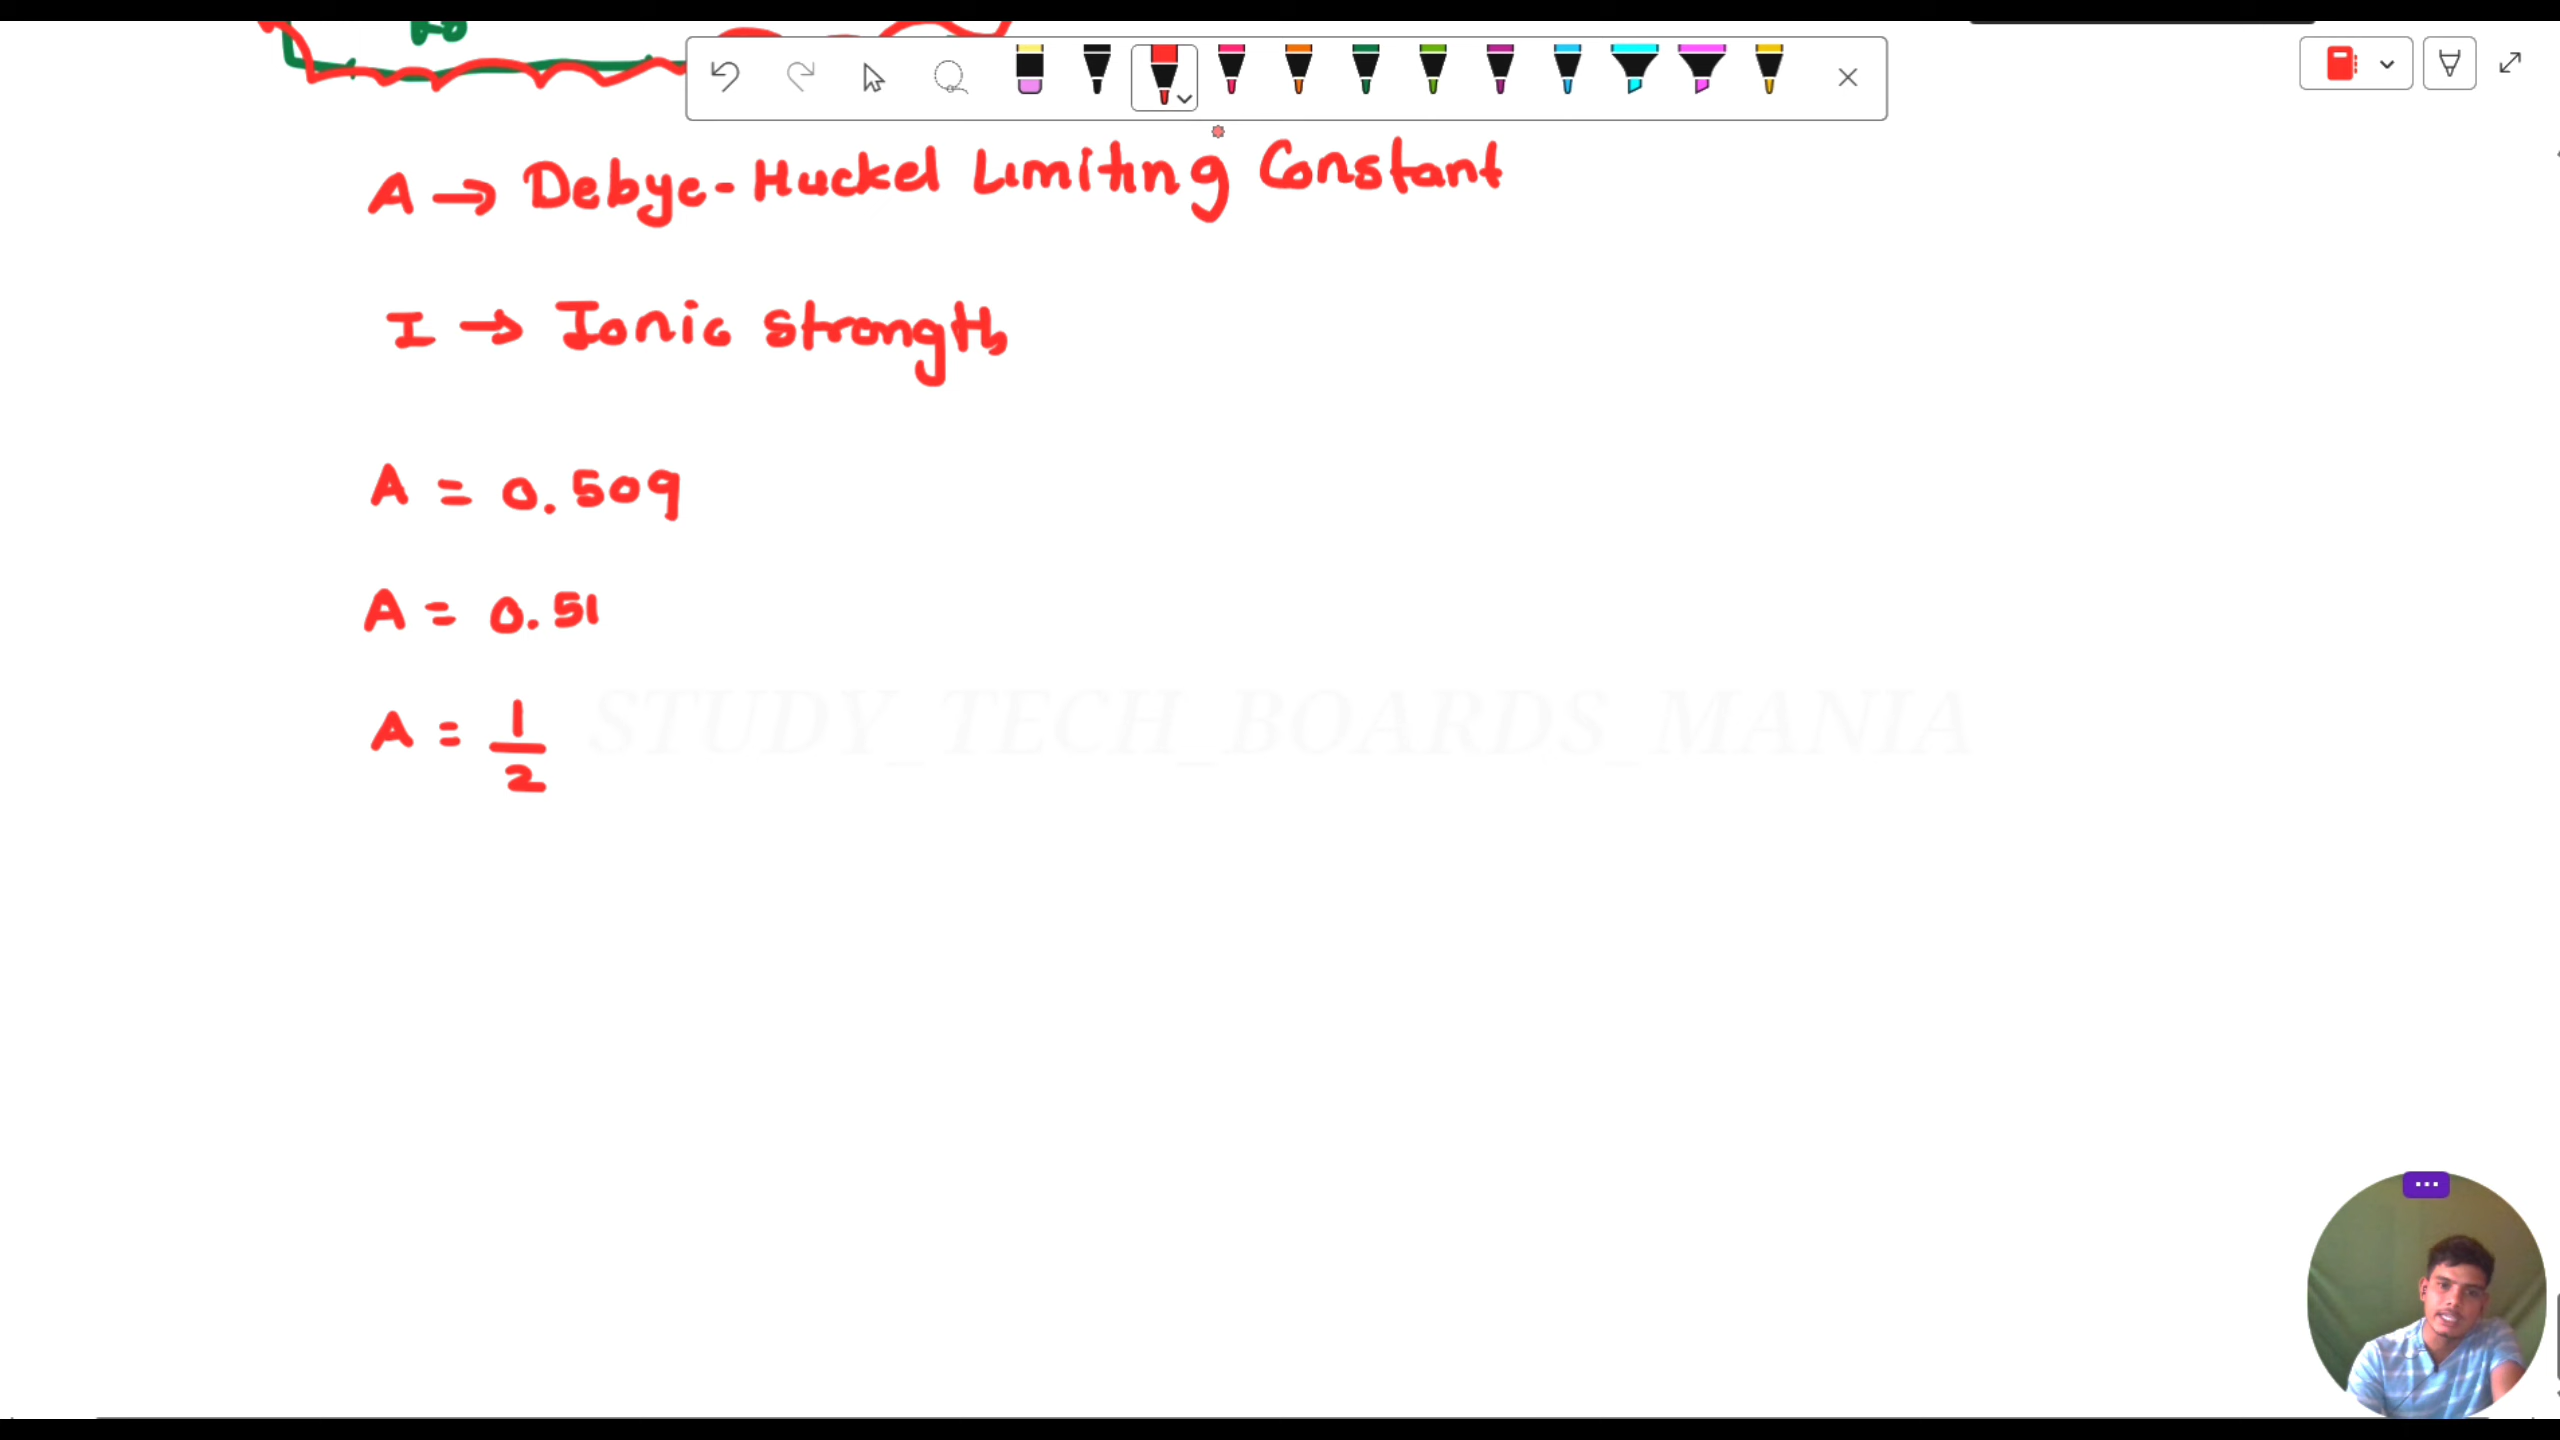 A → Debye-Huckel Limiting Constant
I → Ionic strength
A = 0.509
A = 0.51
A = 1/2
STUDY_TECH_BOARDS_MANIA